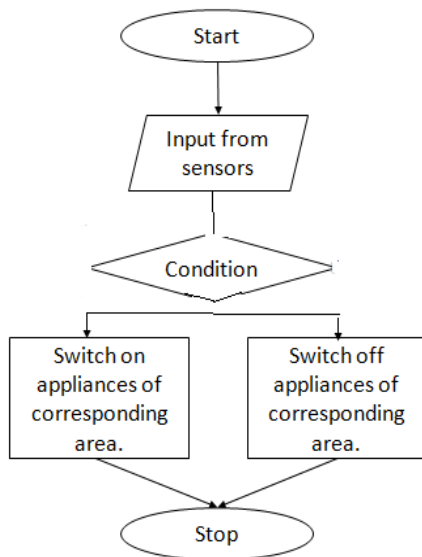 Start
Input from
sensors
Condition
Switch on
appliances of
corresponding
area.
Switch off
appliances of
corresponding
area.
Stop